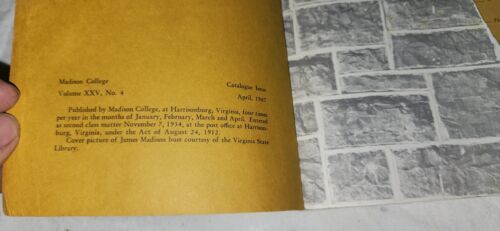 Madison College
Catalogue Issue
Volume XXV, No. 4
April, 1967
Published by Madison College, at Harrisonburg, Virginia, four times
per year in the months of January, February, March and April. Entered
as second class matter November 7, 1934, at the post office at Harrison-
burg, Virginia, under the Act of August 24, 1912.
Cover picture of James Madison bust courtesy of the Virginia State
Library.